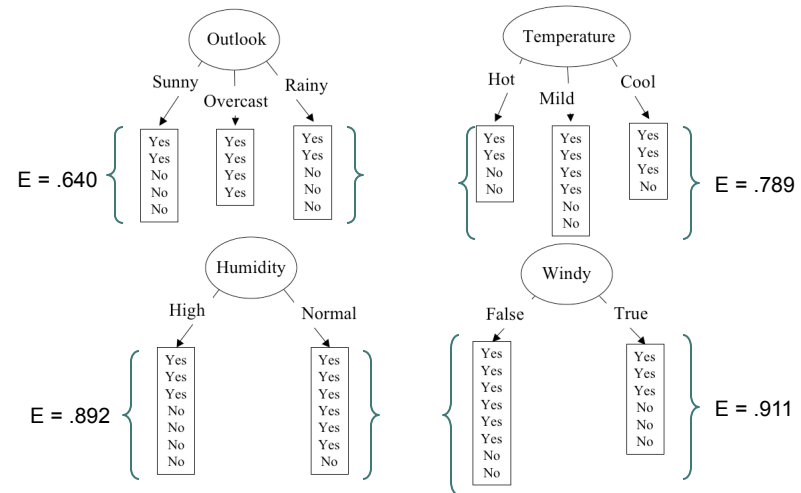 Outlook
Sunny
Overcast
Rainy
Yes
Yes
No
No
No
Yes
Yes
Yes
Yes
Yes
Yes
No
No
No
E = .640
Temperature
Hot
Mild
Cool
Yes
Yes
No
No
Yes
Yes
Yes
Yes
No
No
Yes
Yes
Yes
No
E = .789
Humidity
High
Normal
Yes
Yes
Yes
No
No
No
No
Yes
Yes
Yes
Yes
Yes
Yes
No
E = .892
Windy
False
True
Yes
Yes
Yes
Yes
Yes
Yes
No
No
Yes
Yes
Yes
No
No
No
E = .911